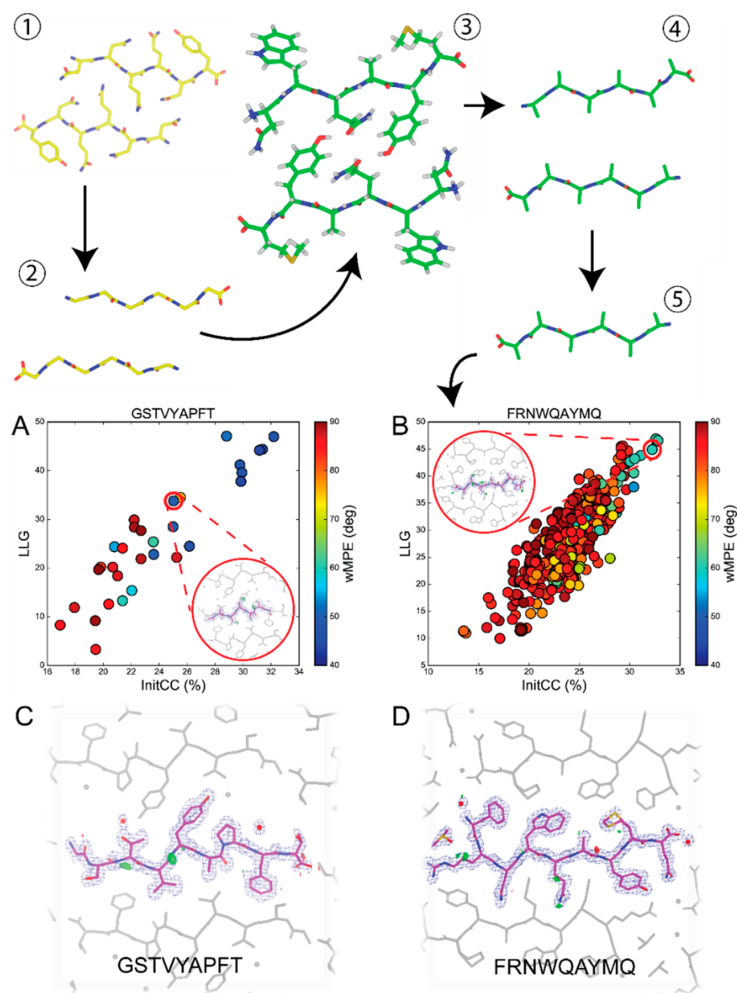 1
3
4
2
5
A
GSTVYAPFT
LLG
50
40
30
20
10
0
16 18 20 22 24 26 28 30 32 34
InitCC (%)
90
80
70
60
50
40
wMPE (deg)
B
FRNWQAYMQ
LLG
50
45
40
35
30
25
20
15
10
5
10 15 20 25 30 35
InitCC (%)
90
80
70
60
50
40
wMPE (deg)
C
GSTVYAPFT
D
FRNWQAYMQ